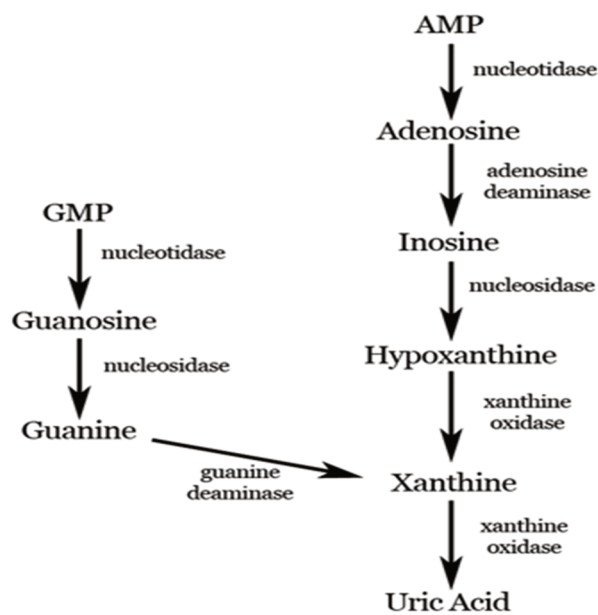 AMP
nucleotidase
Adenosine
adenosine
deaminase
GMP
Inosine
nucleotidase
nucleosidase
Guanosine
Hypoxanthine
nucleosidase
xanthine
oxidase
Guanine
guanine
deaminase
Xanthine
xanthine
oxidase
Uric Acid